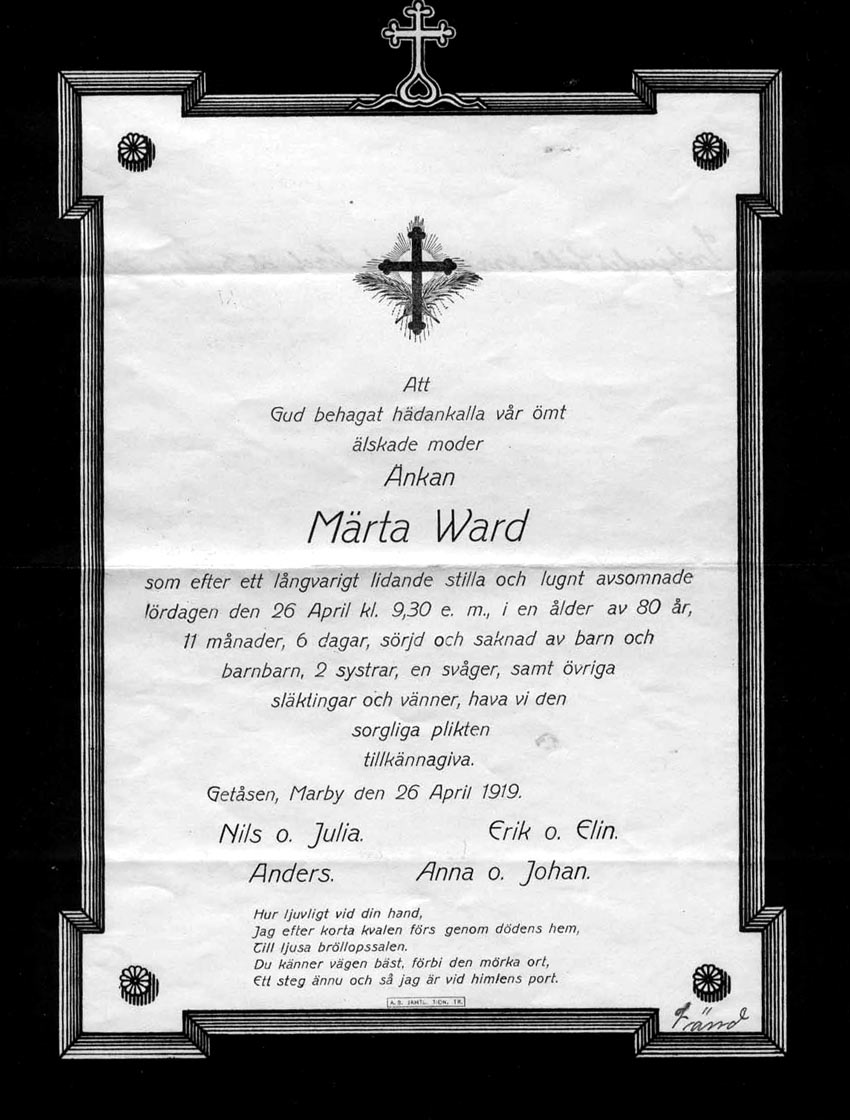 Att
Gud behagat hädankalla vår ömt
älskade moder
Änkan
Märta Ward
som efter ett långvarigt lidande stilla och lugnt avsomnade
lördagen den 26 April kl. 9,30 e. m., i en ålder av 80 år,
11 månader, 6 dagar, sörjd och saknad av barn och
barnbarn, 2 systrar, en svåger, samt övriga
släktingar och vänner, hava vi den
sorgliga plikten
tillkännagiva.
Getåsen, Marby den 26 April 1919.
Nils o. Julia. Erik o. Elin.
Anders. Anna o. Johan.
Hur ljuvligt vid din hand,
Jag efter korta kvalen förs genom dödens hem,
Till ljusa bröllopssalen.
Du känner vägen bäst, förbi den mörka ort,
Ett steg ännu och så jag är vid himlens port.